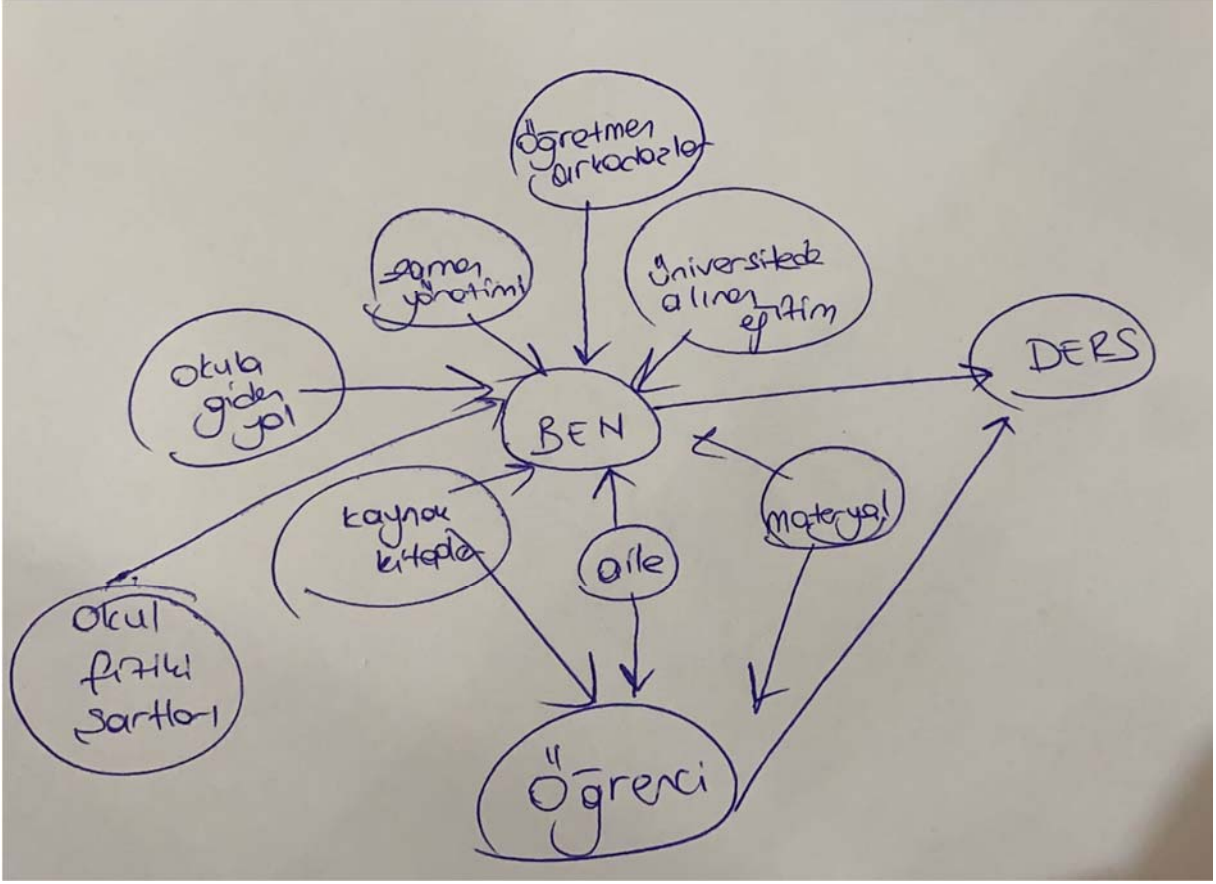 Öğretmen
arkadaşlar
zaman
yönetimi
üniversitede
alınan
eğitim
DERS
okula
giden
yol
BEN
kaynak
kitaplar
aile
materyal
okul
fiziki
şartları
Öğrenci